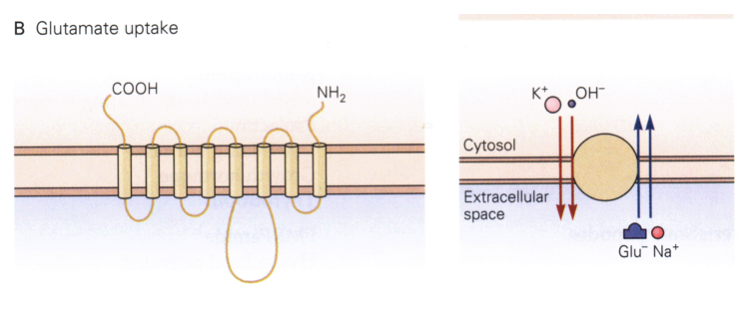 B Glutamate uptake
COOH
NH₂
K⁺
OH⁻
Cytosol
Extracellular
space
Glu⁻ Na⁺